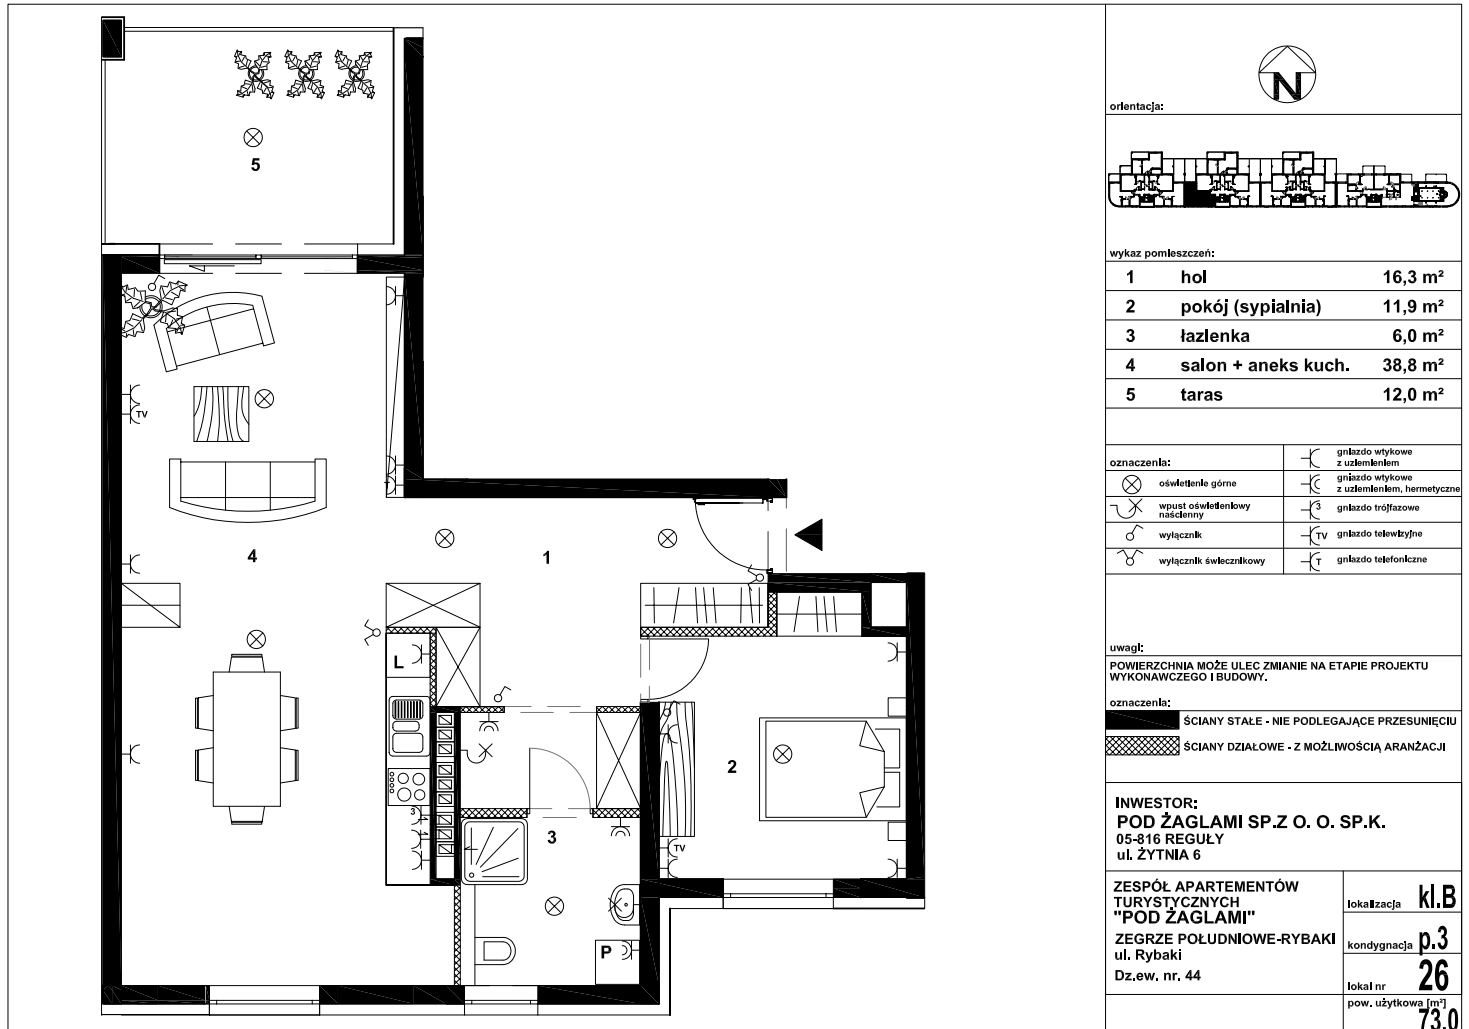 5
TV
4
1
L
3
2
TV
3
P
T
N
orientacja:
wykaz pomieszczeń:
1 hol 16,3 m²
2 pokój (sypialnia) 11,9 m²
3 łazienka 6,0 m²
4 salon + aneks kuch. 38,8 m²
5 taras 12,0 m²
oznaczenia:
oświetlenie górne
wpust oświetleniowy
naścienny
wyłącznik
wyłącznik świecznikowy
gniazdo wtykowe
z uziemieniem
gniazdo wtykowe
z uziemieniem, hermetyczne
3 gniazdo trójfazowe
TV gniazdo telewizyjne
T gniazdo telefoniczne
uwagi:
POWIERZCHNIA MOŻE ULEC ZMIANIE NA ETAPIE PROJEKTU
WYKONAWCZEGO I BUDOWY.
oznaczenia:
ŚCIANY STAŁE - NIE PODLEGAJĄCE PRZESUNIĘCIU
ŚCIANY DZIAŁOWE - Z MOŻLIWOŚCIĄ ARANŻACJI
INWESTOR:
POD ŻAGLAMI SP.Z O. O. SP.K.
05-816 REGUŁY
ul. ŻYTNIA 6
ZESPÓŁ APARTEMENTÓW
TURYSTYCZNYCH
"POD ŻAGLAMI"
ZEGRZE POŁUDNIOWE-RYBAKI
ul. Rybaki
Dz.ew. nr. 44
lokalizacja kl.B
kondygnacja p.3
lokal nr 26
pow. użytkowa [m²]
73,0